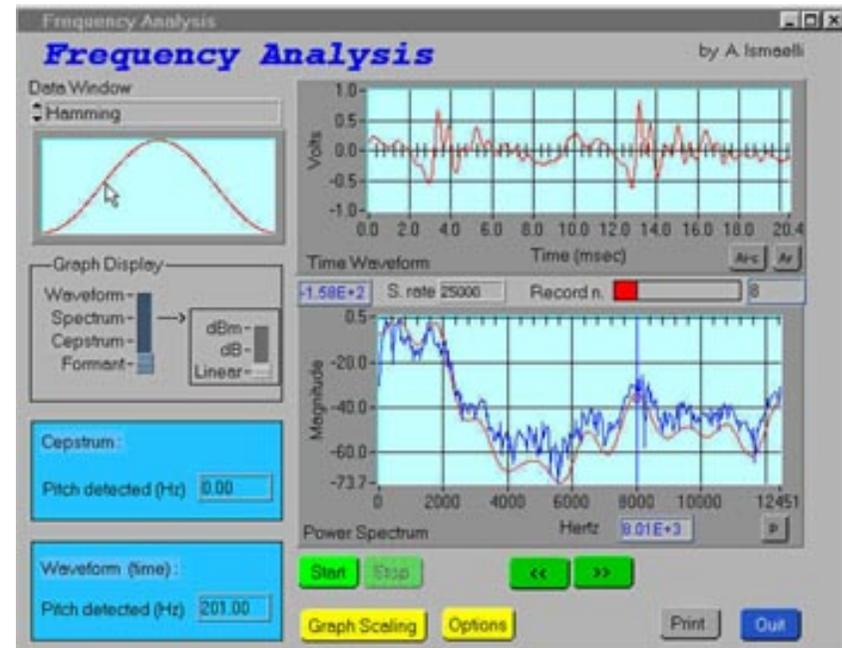 Frequency Analysis
Frequency Analysis
by A. Ismaelli
Data Window
Hamming
1.0
0.5
0.0
-0.5
-1.0
Volts
0.0 2.0 4.0 6.0 8.0 10.0 12.0 14.0 16.0 18.0 20.4
Time Waveform
Time (msec)
Ar-c
Ar
Graph Display
Waveform
Spectrum
Cepstrum
Formant
dBm
dB
Linear
-1.58E+2
S. rate 25000
Record n.
8
0.5
-20.0
-40.0
-60.0
-73.7
Magnitude
0 2000 4000 6000 8000 10000 12451
Power Spectrum
Hertz
8.01E+3
P
Cepstrum :
Pitch detected (Hz) 0.00
Waveform (time) :
Pitch detected (Hz) 201.00
Start
Stop
<<
>>
Graph Scaling
Options
Print
Quit